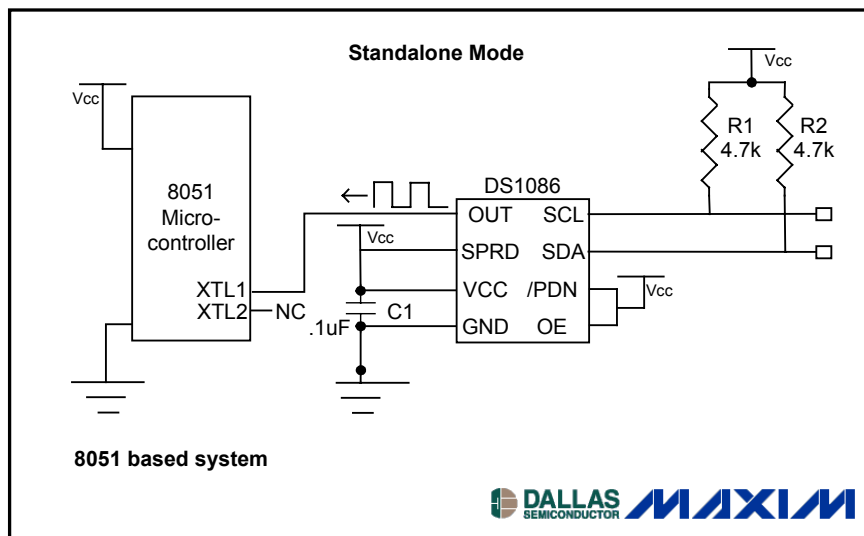 Standalone Mode
Vcc
8051
Micro-
controller
XTL1
XTL2
NC
DS1086
OUT
SPRD
VCC
GND
SCL
SDA
/PDN
OE
Vcc
.1uF
C1
Vcc
R1
4.7k
R2
4.7k
Vcc
8051 based system
DALLAS
SEMICONDUCTOR
MAXIM